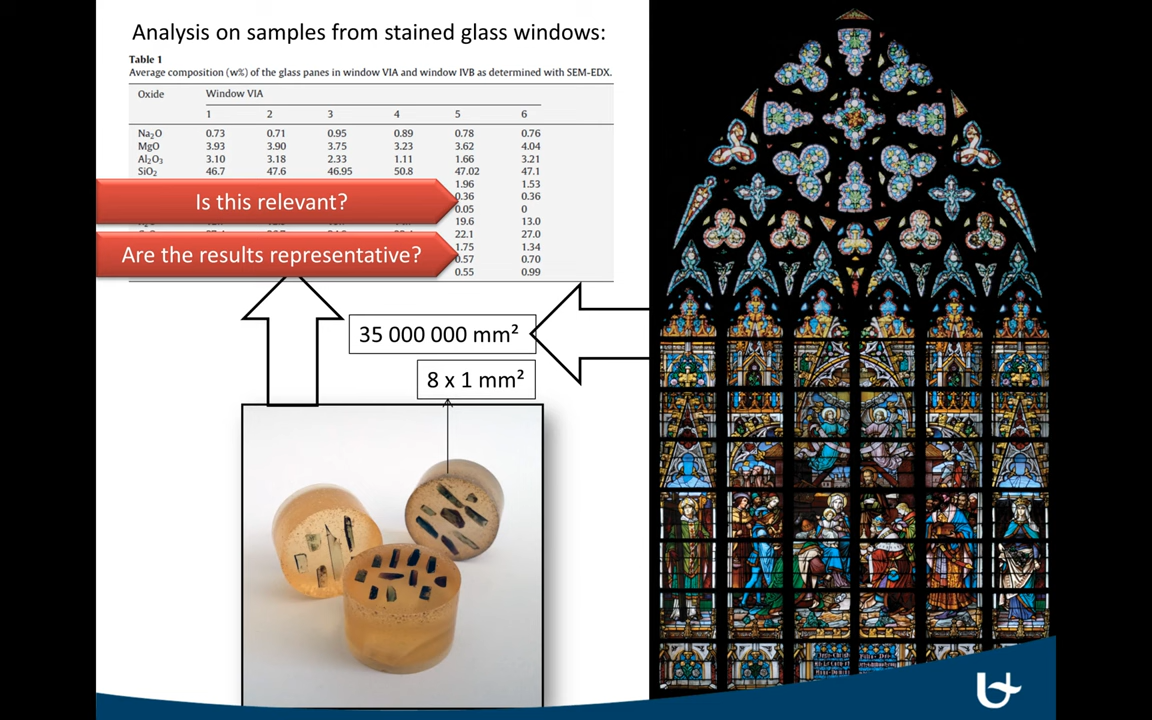 Analysis on samples from stained glass windows:
Table 1
Average composition (w%) of the glass panes in window VIA and window IVB as determined with SEM-EDX.
Oxide Window VIA
1 2 3 4 5 6
Na₂O 0.73 0.71 0.95 0.89 0.78 0.76
MgO 3.93 3.90 3.75 3.23 3.62 4.04
Al₂O₃ 3.10 3.18 2.33 1.11 1.66 3.21
SiO₂ 46.7 47.6 46.95 50.8 47.02 47.1
1.96 1.53
Is this relevant? 0.36 0.36
0.05 0
19.6 13.0
22.1 27.0
Are the results representative? 1.75 1.34
0.57 0.70
0.55 0.99
35 000 000 mm²
8 x 1 mm²